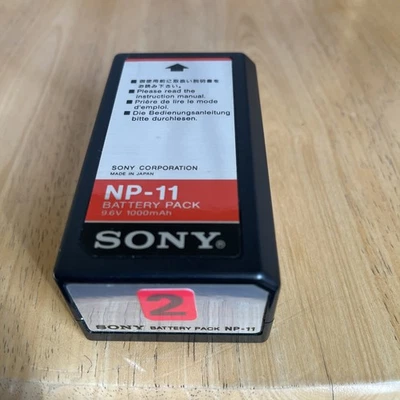 ■ 御使用前に取扱い説明書を
お読み下さい。
■ Please read the
instruction manual.
■ Prière de lire le mode
d'emploi.
■ Die Bedienungsanleitung
bitte durchlesen.
SONY CORPORATION
MADE IN JAPAN
NP-11
BATTERY PACK
9.6V 1000mAh
SONY®
2
SONY BATTERY PACK NP-11